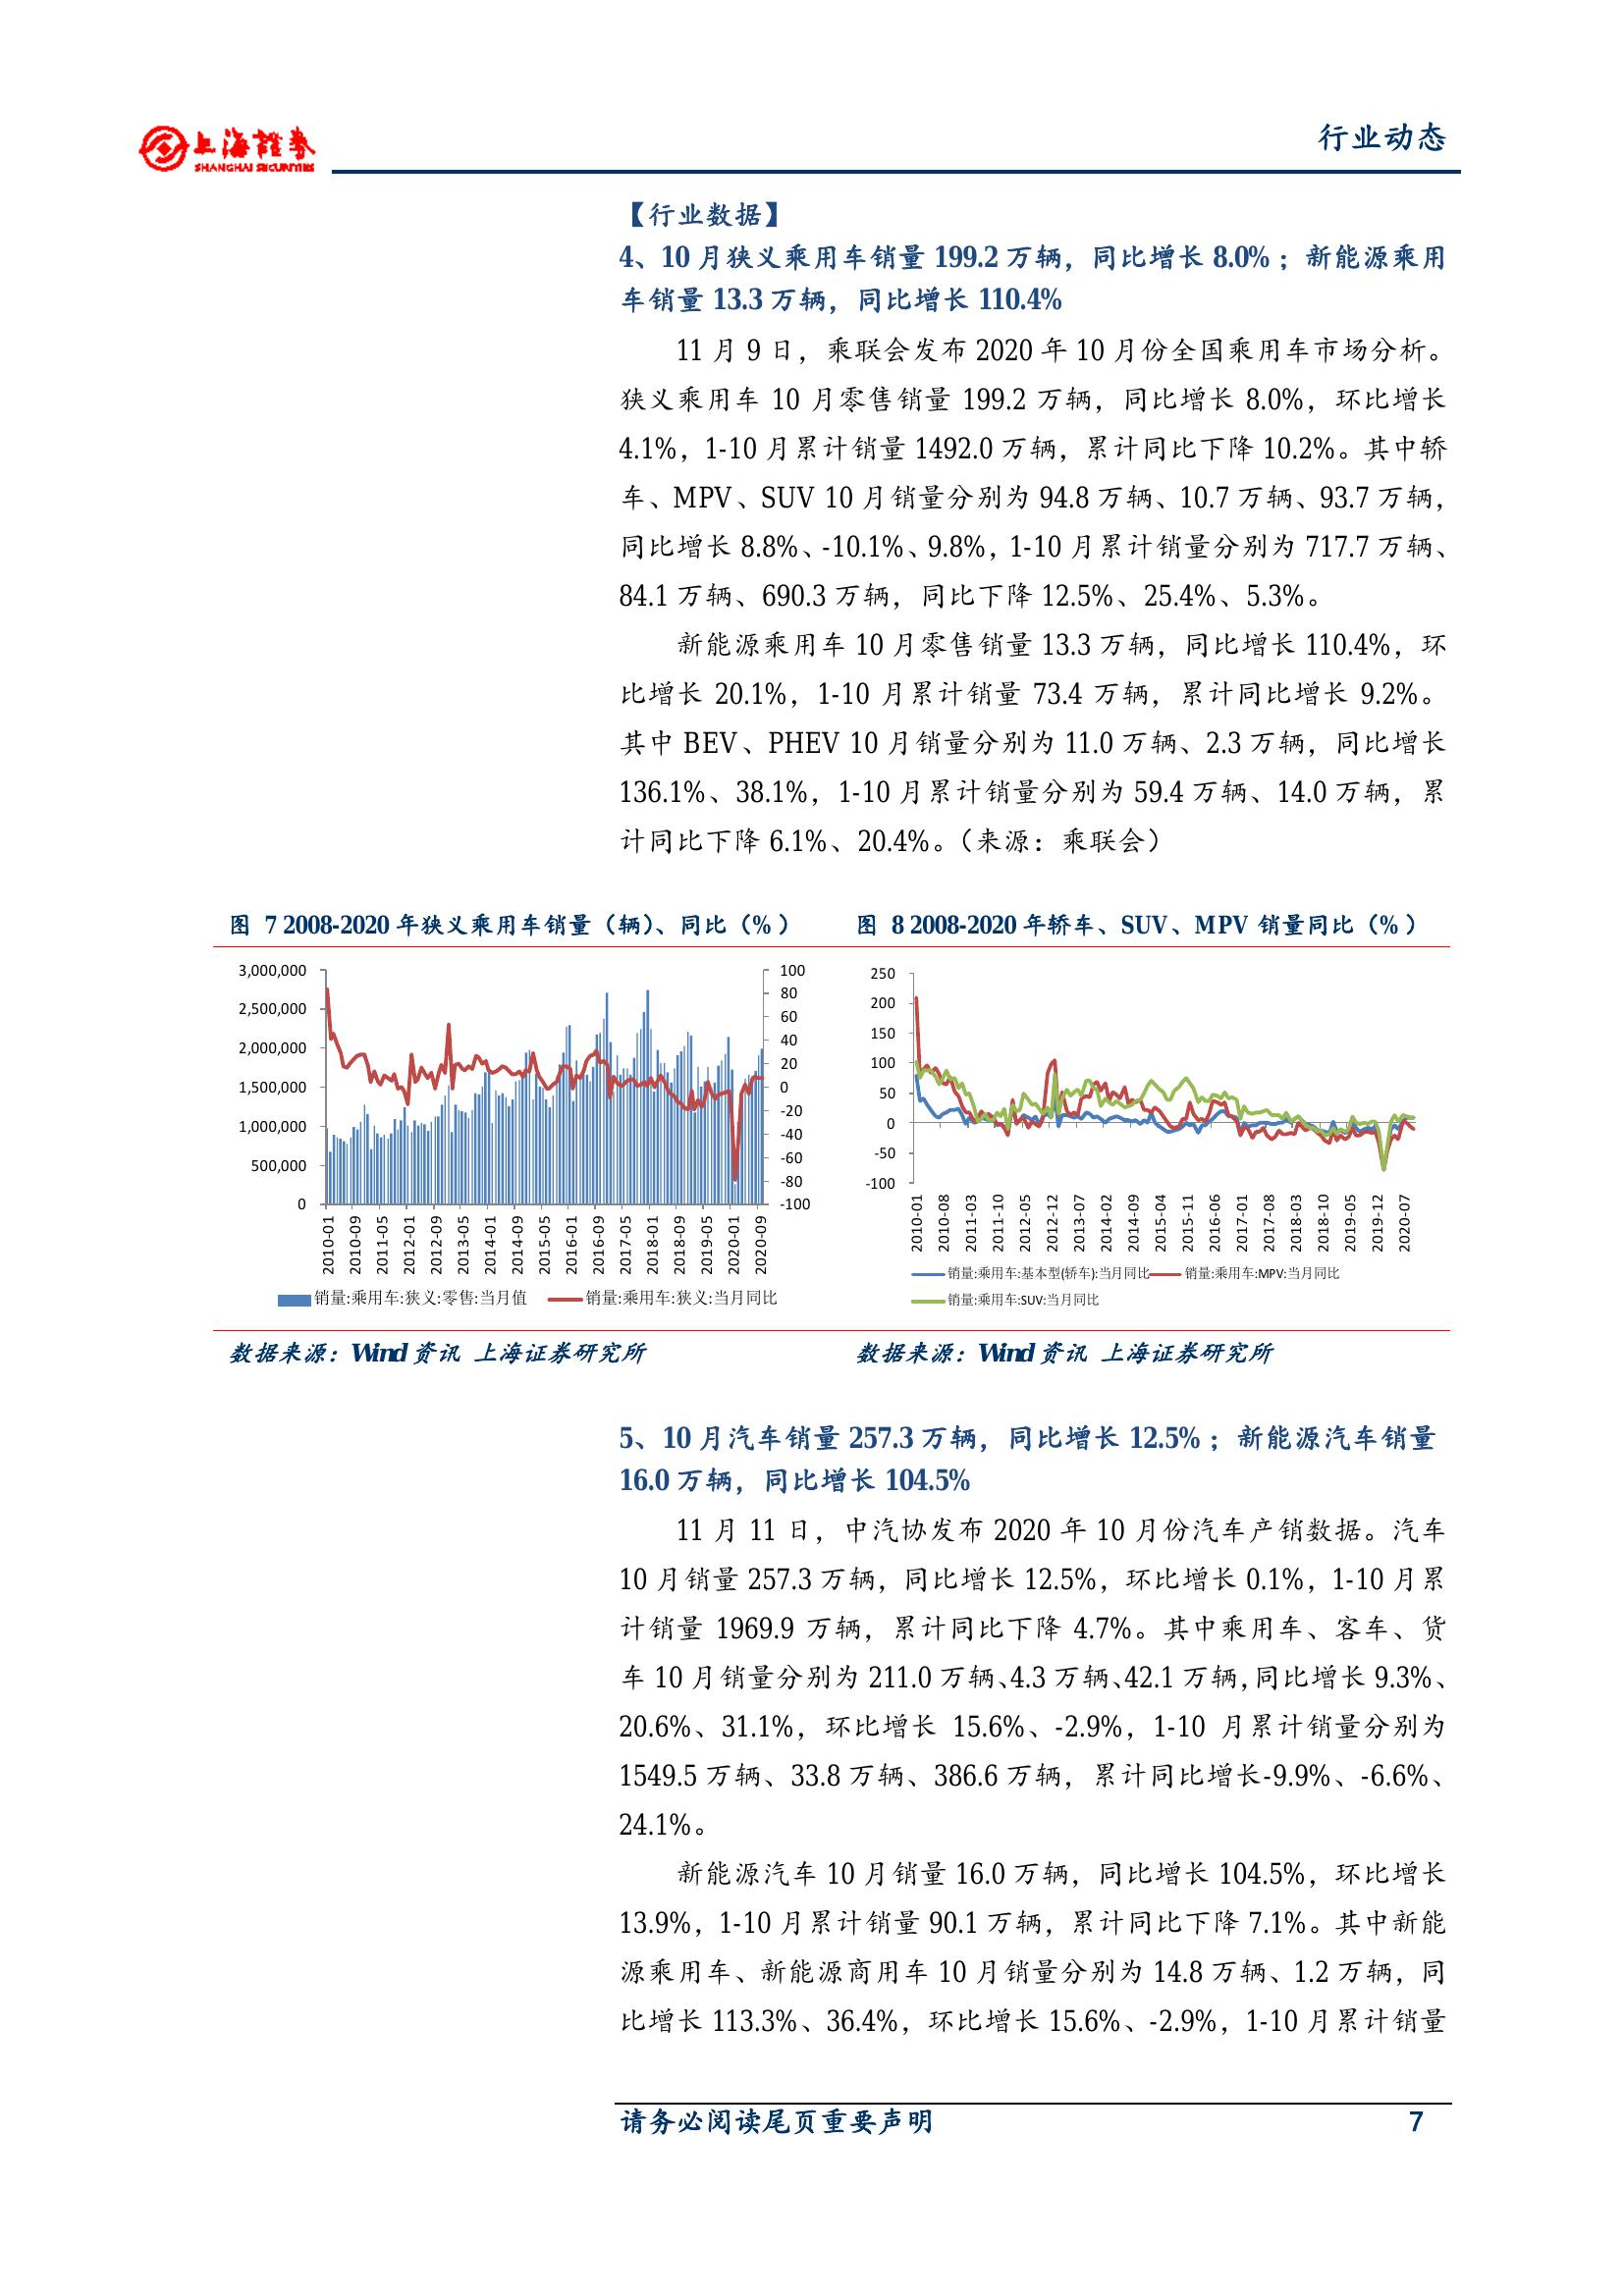 上海證券
SHANGHAI SECURITIES
行业动态
【行业数据】
4、10 月狭义乘用车销量 199.2 万辆，同比增长 8.0%；新能源乘用
车销量 13.3 万辆，同比增长 110.4%
11 月 9 日，乘联会发布 2020 年 10 月份全国乘用车市场分析。
狭义乘用车 10 月零售销量 199.2 万辆，同比增长 8.0%，环比增长
4.1%，1-10 月累计销量 1492.0 万辆，累计同比下降 10.2%。其中轿
车、MPV、SUV 10 月销量分别为 94.8 万辆、10.7 万辆、93.7 万辆，
同比增长 8.8%、-10.1%、9.8%，1-10 月累计销量分别为 717.7 万辆、
84.1 万辆、690.3 万辆，同比下降 12.5%、25.4%、5.3%。
新能源乘用车 10 月零售销量 13.3 万辆，同比增长 110.4%，环
比增长 20.1%，1-10 月累计销量 73.4 万辆，累计同比增长 9.2%。
其中 BEV、PHEV 10 月销量分别为 11.0 万辆、2.3 万辆，同比增长
136.1%、38.1%，1-10 月累计销量分别为 59.4 万辆、14.0 万辆，累
计同比下降 6.1%、20.4%。（来源：乘联会）
图 7 2008-2020 年狭义乘用车销量（辆）、同比（%）
3,000,000
2,500,000
2,000,000
1,500,000
1,000,000
500,000
0
100
80
60
40
20
0
-20
-40
-60
-80
-100
2010-01
2010-09
2011-05
2012-01
2012-09
2013-05
2014-01
2014-09
2015-05
2016-01
2016-09
2017-05
2018-01
2018-09
2019-05
2020-01
2020-09
销量:乘用车:狭义:零售:当月值
销量:乘用车:狭义:当月同比
数据来源：Wind 资讯 上海证券研究所
图 8 2008-2020 年轿车、SUV、MPV 销量同比（%）
250
200
150
100
50
0
-50
-100
2010-01
2010-08
2011-03
2011-10
2012-05
2012-12
2013-07
2014-02
2014-09
2015-04
2015-11
2016-06
2017-01
2017-08
2018-03
2018-10
2019-05
2019-12
2020-07
销量:乘用车:基本型(轿车):当月同比
销量:乘用车:MPV:当月同比
销量:乘用车:SUV:当月同比
数据来源：Wind 资讯 上海证券研究所
5、10 月汽车销量 257.3 万辆，同比增长 12.5%；新能源汽车销量
16.0 万辆，同比增长 104.5%
11 月 11 日，中汽协发布 2020 年 10 月份汽车产销数据。汽车
10 月销量 257.3 万辆，同比增长 12.5%，环比增长 0.1%，1-10 月累
计销量 1969.9 万辆，累计同比下降 4.7%。其中乘用车、客车、货
车 10 月销量分别为 211.0 万辆、4.3 万辆、42.1 万辆，同比增长 9.3%、
20.6%、31.1%，环比增长 15.6%、-2.9%，1-10 月累计销量分别为
1549.5 万辆、33.8 万辆、386.6 万辆，累计同比增长-9.9%、-6.6%、
24.1%。
新能源汽车 10 月销量 16.0 万辆，同比增长 104.5%，环比增长
13.9%，1-10 月累计销量 90.1 万辆，累计同比下降 7.1%。其中新能
源乘用车、新能源商用车 10 月销量分别为 14.8 万辆、1.2 万辆，同
比增长 113.3%、36.4%，环比增长 15.6%、-2.9%，1-10 月累计销量
请务必阅读尾页重要声明
7